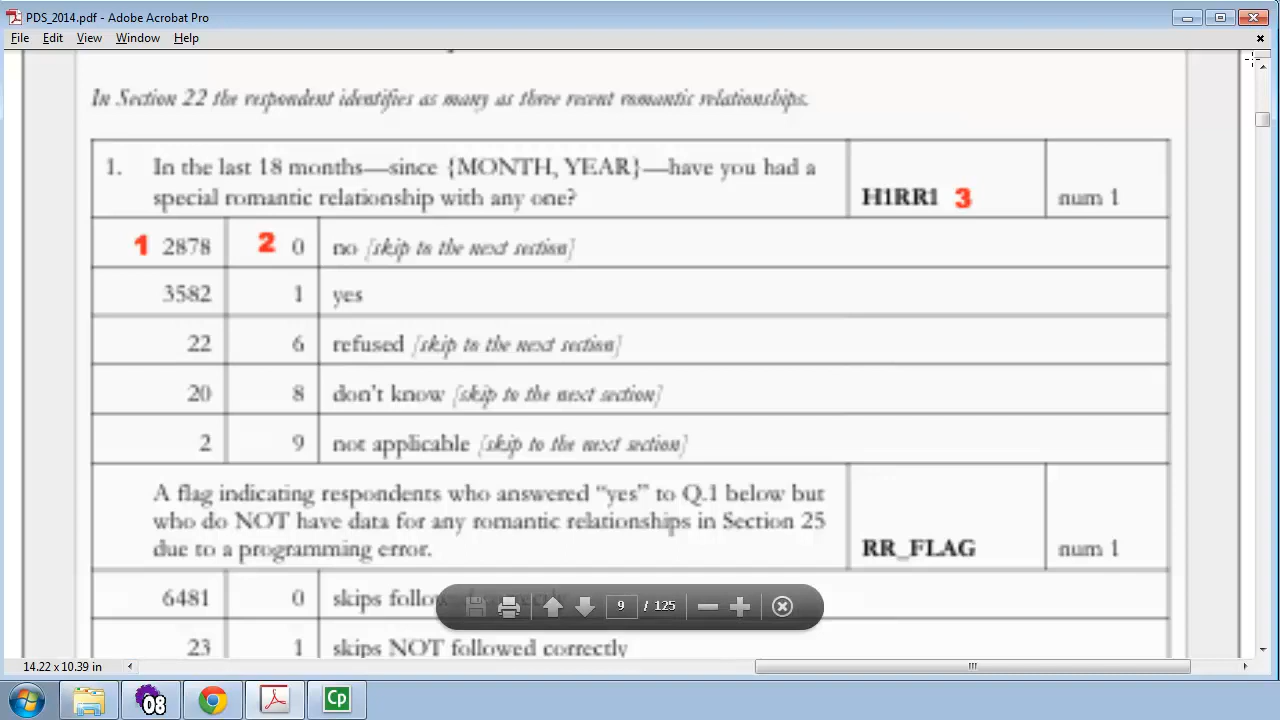 PDS_2014.pdf - Adobe Acrobat Pro
File Edit View Window Help
In Section 22 the respondent identifies as many as three recent romantic relationships.
1. In the last 18 months—since {MONTH, YEAR}—have you had a
special romantic relationship with any one?
H1RR1 3
num 1
1 2878 2 0 no [skip to the next section]
3582 1 yes
22 6 refused [skip to the next section]
20 8 don't know [skip to the next section]
2 9 not applicable [skip to the next section]
A flag indicating respondents who answered “yes” to Q.1 below but
who do NOT have data for any romantic relationships in Section 25
due to a programming error.
RR_FLAG
num 1
6481 0 skips
9 / 125
23 1 skips NOT followed correctly
14.22 x 10.39 in
08
Cp